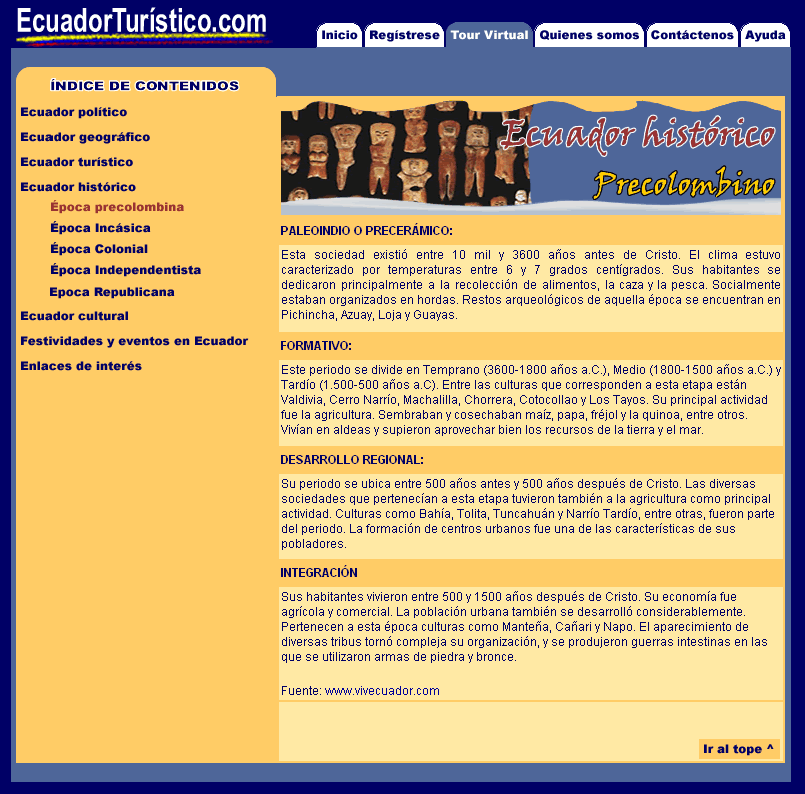 EcuadorTurístico.com
Inicio Regístrese Tour Virtual Quienes somos Contáctenos Ayuda
ÍNDICE DE CONTENIDOS
Ecuador político
Ecuador geográfico
Ecuador turístico
Ecuador histórico
Época precolombina
Época Incásica
Época Colonial
Época Independentista
Epoca Republicana
Ecuador cultural
Festividades y eventos en Ecuador
Enlaces de interés
Ecuador histórico
Precolombino
PALEOINDIO O PRECERÁMICO:
Esta sociedad existió entre 10 mil y 3600 años antes de Cristo. El clima estuvo
caracterizado por temperaturas entre 6 y 7 grados centígrados. Sus habitantes se
dedicaron principalmente a la recolección de alimentos, la caza y la pesca. Socialmente
estaban organizados en hordas. Restos arqueológicos de aquella época se encuentran en
Pichincha, Azuay, Loja y Guayas.
FORMATIVO:
Este periodo se divide en Temprano (3600-1800 años a.C.), Medio (1800-1500 años a.C.) y
Tardío (1.500-500 años a.C). Entre las culturas que corresponden a esta etapa están
Valdivia, Cerro Narrío, Machalilla, Chorrera, Cotocollao y Los Tayos. Su principal actividad
fue la agricultura. Sembraban y cosechaban maíz, papa, fréjol y la quinoa, entre otros.
Vivían en aldeas y supieron aprovechar bien los recursos de la tierra y el mar.
DESARROLLO REGIONAL:
Su periodo se ubica entre 500 años antes y 500 años después de Cristo. Las diversas
sociedades que pertenecían a esta etapa tuvieron también a la agricultura como principal
actividad. Culturas como Bahía, Tolita, Tuncahuán y Narrío Tardío, entre otras, fueron parte
del periodo. La formación de centros urbanos fue una de las características de sus
pobladores.
INTEGRACIÓN
Sus habitantes vivieron entre 500 y 1500 años después de Cristo. Su economía fue
agrícola y comercial. La población urbana también se desarrolló considerablemente.
Pertenecen a esta época culturas como Manteña, Cañari y Napo. El aparecimiento de
diversas tribus tornó compleja su organización, y se produjeron guerras intestinas en las
que se utilizaron armas de piedra y bronce.
Fuente: www.vivecuador.com
Ir al tope ^